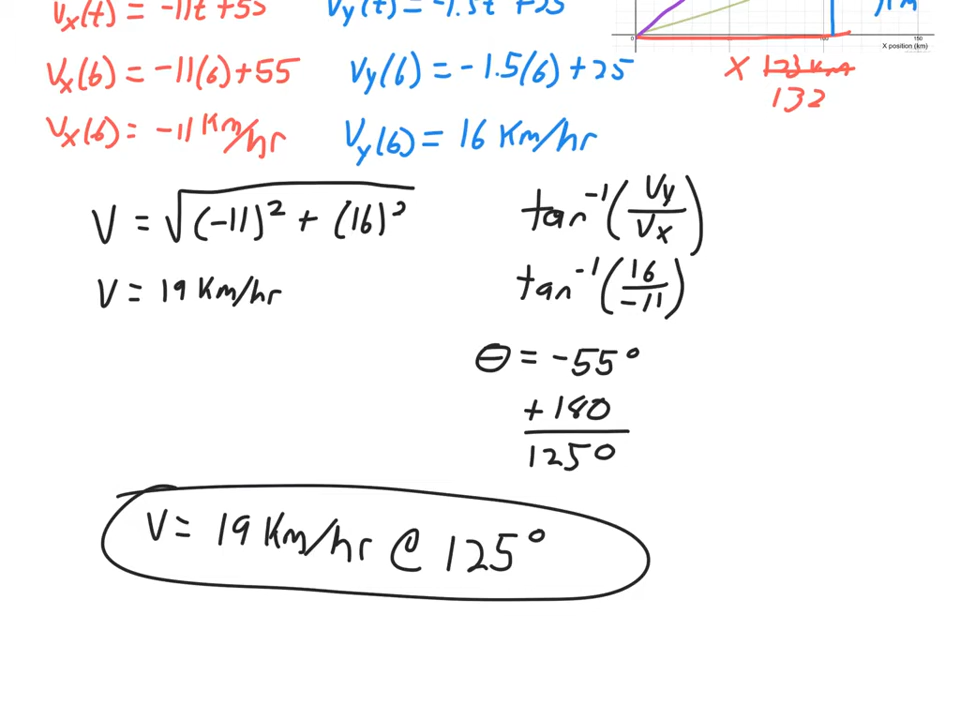 Vx(t) = -11t +55
Vy(t) = -1.5t +25
Vx(6) = -11(6)+55
Vy(6) = -1.5(6) +25
Vx(6) = -11 Km/hr
Vy(6) = 16 Km/hr
0
150
X position (km)
X 123 km
132
V = √(-11)² + (16)²
V = 19 Km/hr
tan⁻¹(Vy/Vx)
tan⁻¹(16/-11)
θ = -55°
+180
125°
V = 19 Km/hr @ 125°